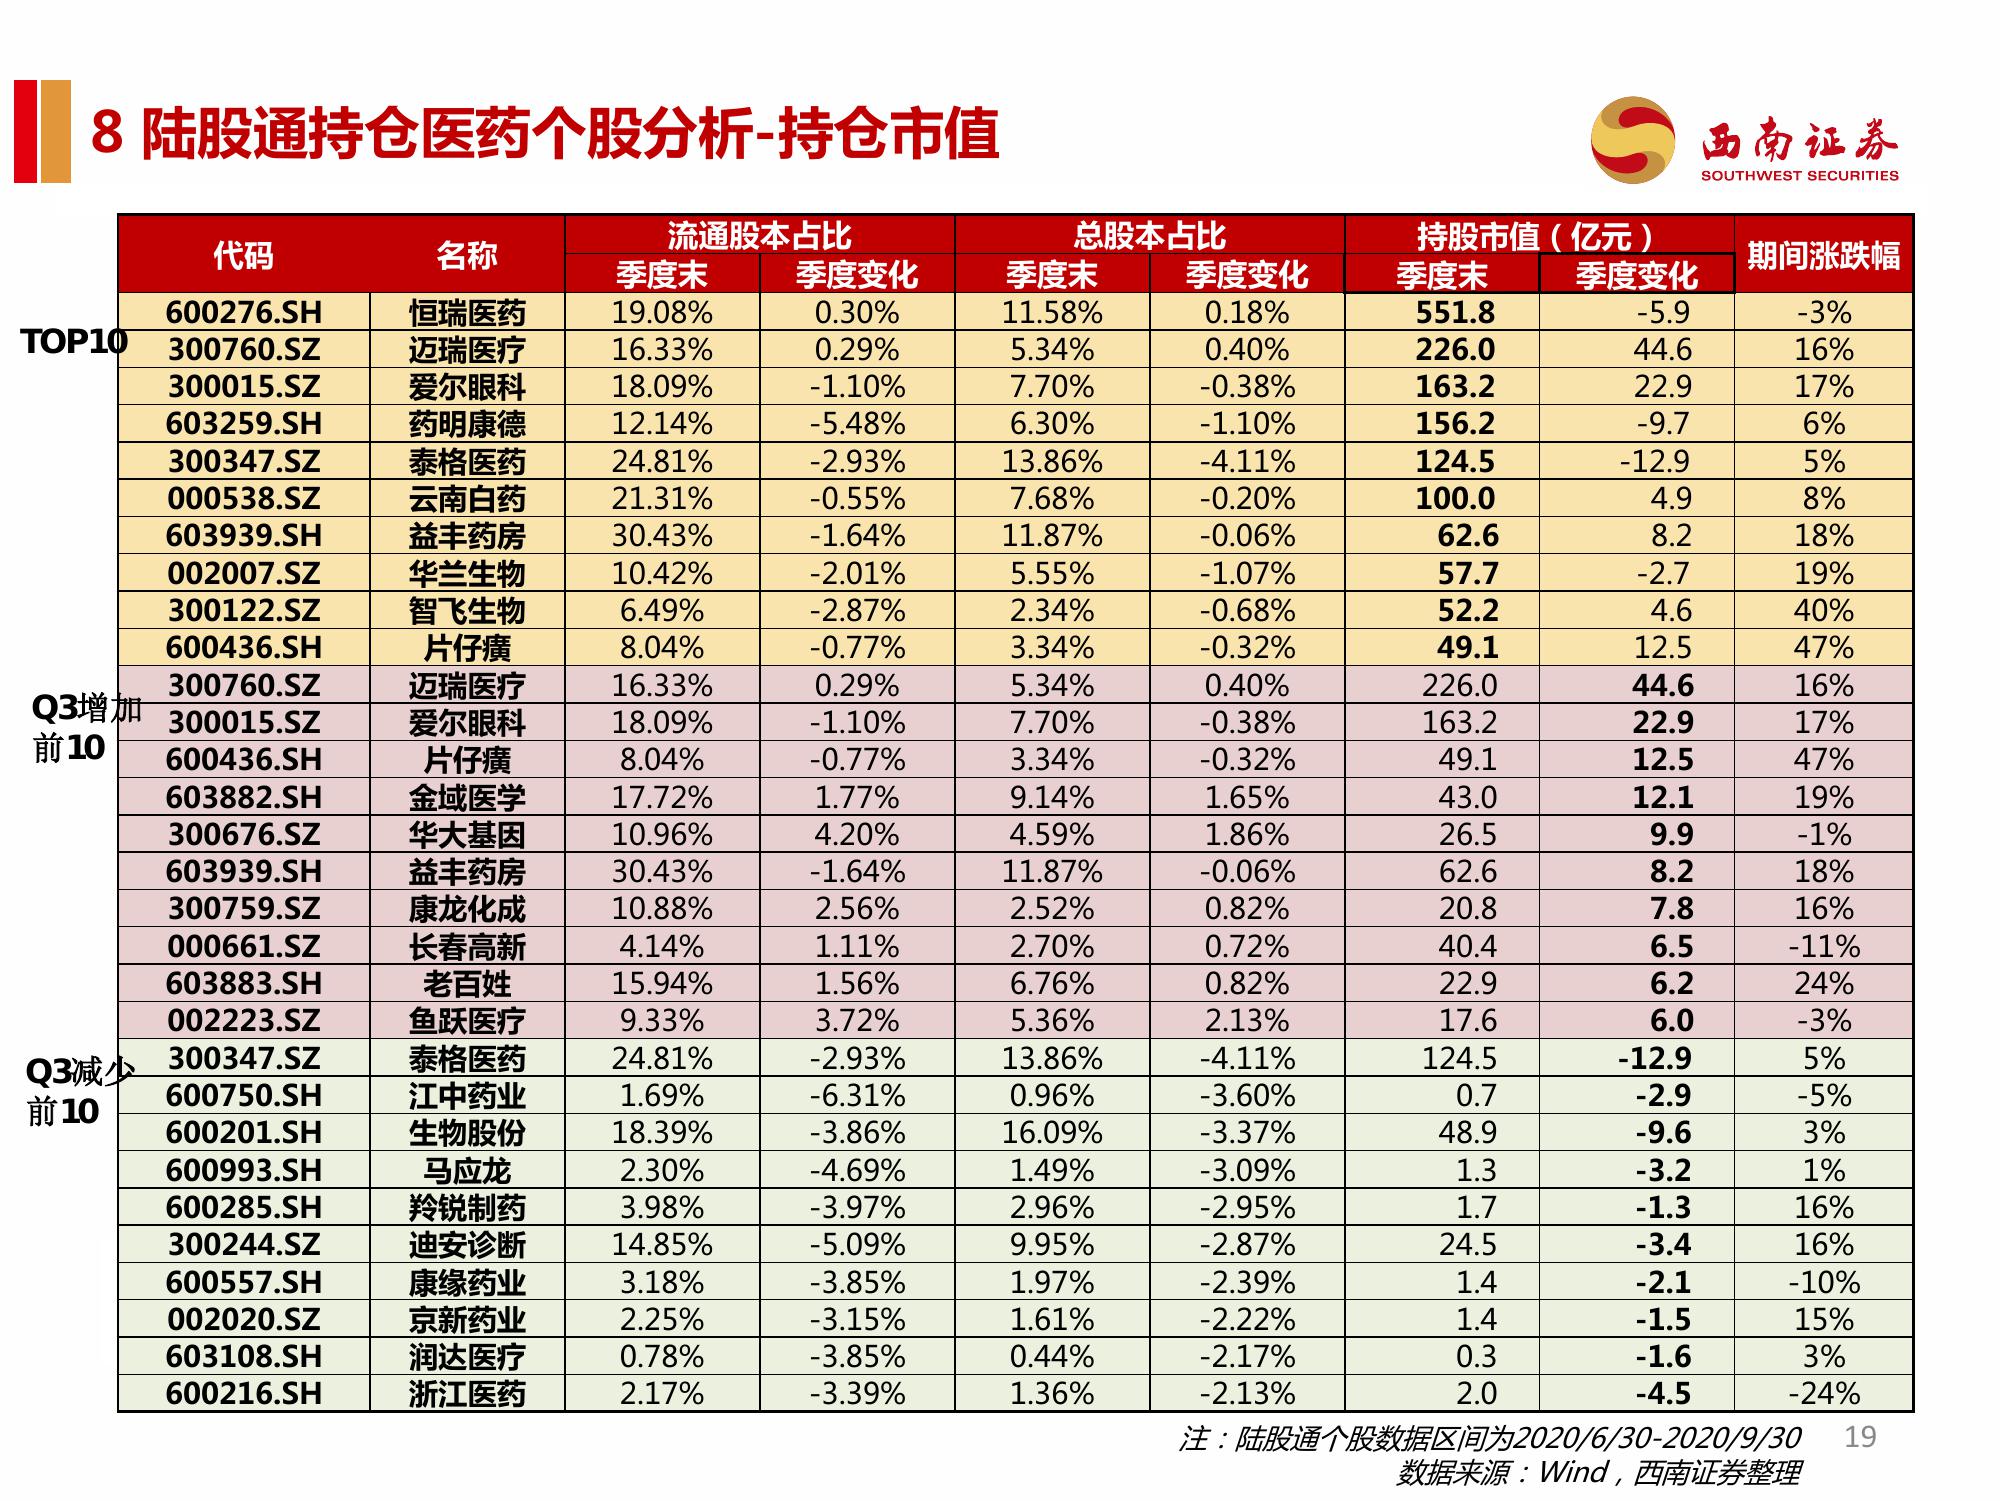 8 陆股通持仓医药个股分析-持仓市值
西南证券
SOUTHWEST SECURITIES
代码 名称 流通股本占比 总股本占比 持股市值（亿元） 期间涨跌幅
季度末 季度变化 季度末 季度变化 季度末 季度变化
TOP10
600276.SH 恒瑞医药 19.08% 0.30% 11.58% 0.18% 551.8 -5.9 -3%
300760.SZ 迈瑞医疗 16.33% 0.29% 5.34% 0.40% 226.0 44.6 16%
300015.SZ 爱尔眼科 18.09% -1.10% 7.70% -0.38% 163.2 22.9 17%
603259.SH 药明康德 12.14% -5.48% 6.30% -1.10% 156.2 -9.7 6%
300347.SZ 泰格医药 24.81% -2.93% 13.86% -4.11% 124.5 -12.9 5%
000538.SZ 云南白药 21.31% -0.55% 7.68% -0.20% 100.0 4.9 8%
603939.SH 益丰药房 30.43% -1.64% 11.87% -0.06% 62.6 8.2 18%
002007.SZ 华兰生物 10.42% -2.01% 5.55% -1.07% 57.7 -2.7 19%
300122.SZ 智飞生物 6.49% -2.87% 2.34% -0.68% 52.2 4.6 40%
600436.SH 片仔癀 8.04% -0.77% 3.34% -0.32% 49.1 12.5 47%
Q3增加
前10
300760.SZ 迈瑞医疗 16.33% 0.29% 5.34% 0.40% 226.0 44.6 16%
300015.SZ 爱尔眼科 18.09% -1.10% 7.70% -0.38% 163.2 22.9 17%
600436.SH 片仔癀 8.04% -0.77% 3.34% -0.32% 49.1 12.5 47%
603882.SH 金域医学 17.72% 1.77% 9.14% 1.65% 43.0 12.1 19%
300676.SZ 华大基因 10.96% 4.20% 4.59% 1.86% 26.5 9.9 -1%
603939.SH 益丰药房 30.43% -1.64% 11.87% -0.06% 62.6 8.2 18%
300759.SZ 康龙化成 10.88% 2.56% 2.52% 0.82% 20.8 7.8 16%
000661.SZ 长春高新 4.14% 1.11% 2.70% 0.72% 40.4 6.5 -11%
603883.SH 老百姓 15.94% 1.56% 6.76% 0.82% 22.9 6.2 24%
002223.SZ 鱼跃医疗 9.33% 3.72% 5.36% 2.13% 17.6 6.0 -3%
Q3减少
前10
300347.SZ 泰格医药 24.81% -2.93% 13.86% -4.11% 124.5 -12.9 5%
600750.SH 江中药业 1.69% -6.31% 0.96% -3.60% 0.7 -2.9 -5%
600201.SH 生物股份 18.39% -3.86% 16.09% -3.37% 48.9 -9.6 3%
600993.SH 马应龙 2.30% -4.69% 1.49% -3.09% 1.3 -3.2 1%
600285.SH 羚锐制药 3.98% -3.97% 2.96% -2.95% 1.7 -1.3 16%
300244.SZ 迪安诊断 14.85% -5.09% 9.95% -2.87% 24.5 -3.4 16%
600557.SH 康缘药业 3.18% -3.85% 1.97% -2.39% 1.4 -2.1 -10%
002020.SZ 京新药业 2.25% -3.15% 1.61% -2.22% 1.4 -1.5 15%
603108.SH 润达医疗 0.78% -3.85% 0.44% -2.17% 0.3 -1.6 3%
600216.SH 浙江医药 2.17% -3.39% 1.36% -2.13% 2.0 -4.5 -24%
注：陆股通个股数据区间为2020/6/30-2020/9/30
数据来源：Wind，西南证券整理
19